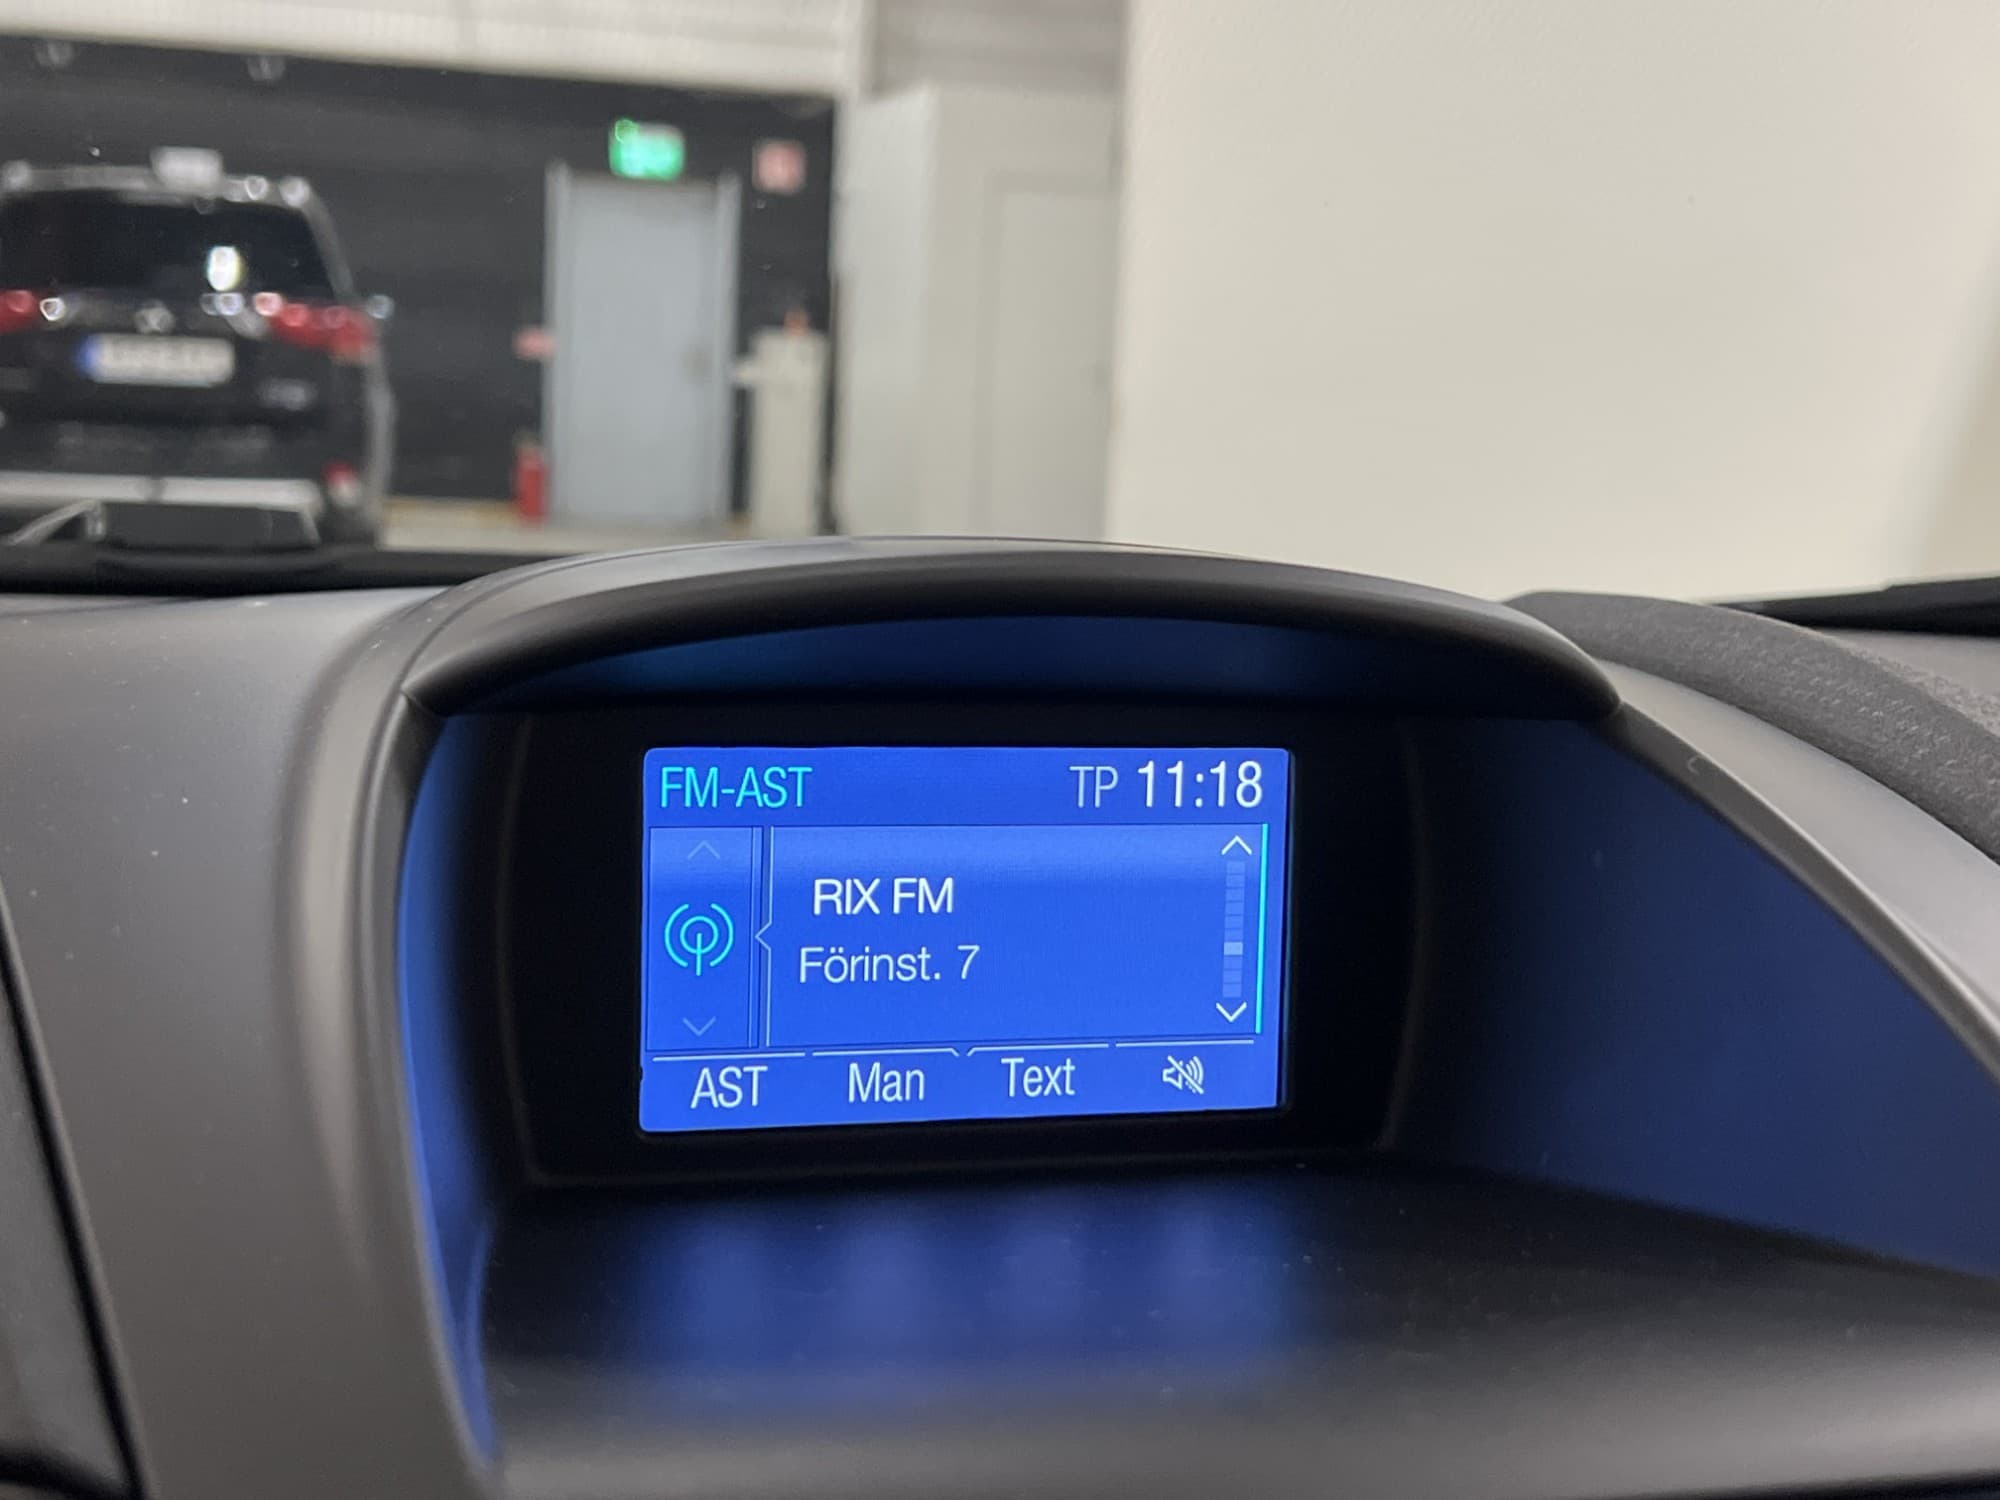 FM-AST TP 11:18
RIX FM
Förinst. 7
AST Man Text